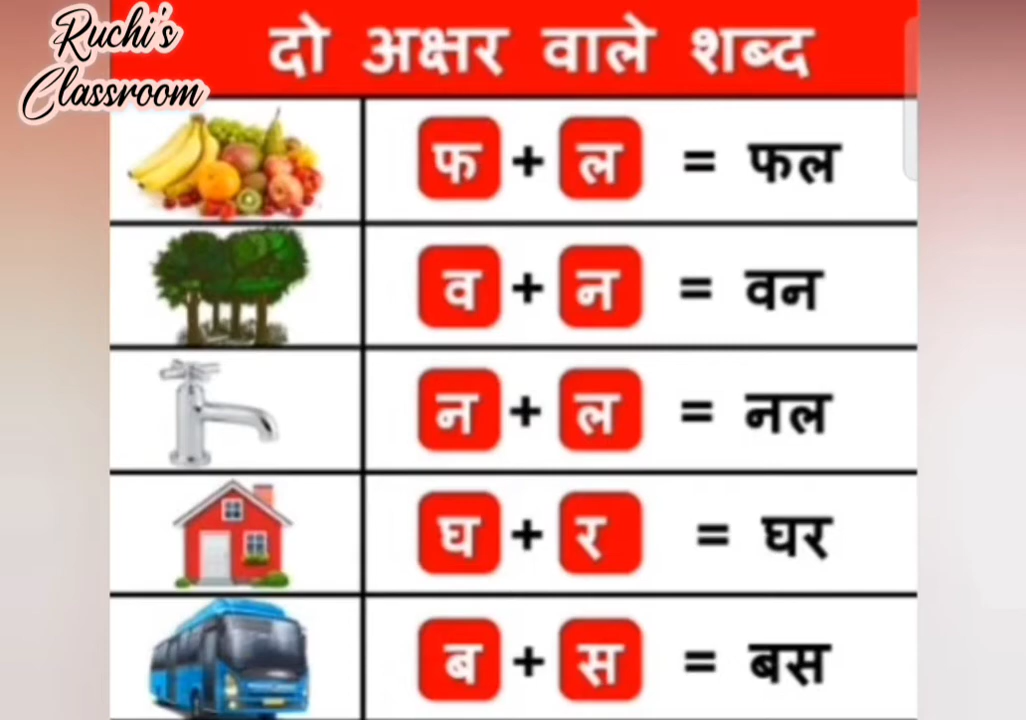 Ruchi's
Classroom
दो अक्षर वाले शब्द
फ + ल = फल
व + न = वन
न + ल = नल
घ + र = घर
ब + स = बस